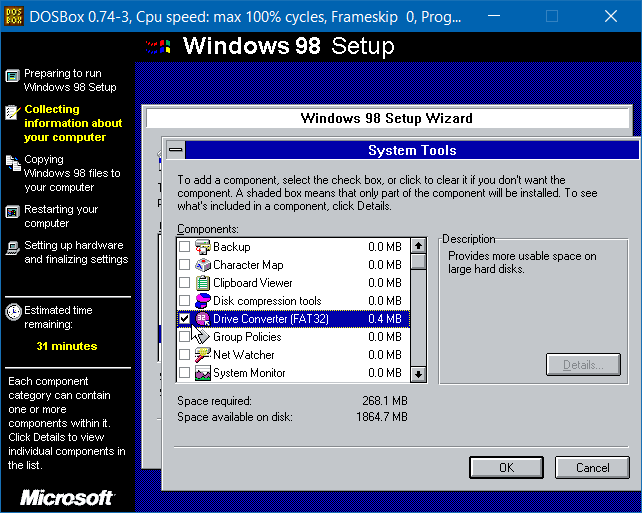 DOSBox 0.74-3, Cpu speed: max 100% cycles, Frameskip 0, Prog...
Windows 98 Setup
Preparing to run
Windows 98 Setup
Collecting
information about
your computer
Copying
Windows 98 files to
your computer
Restarting your
computer
Setting up hardware
and finalizing settings
Estimated time
remaining:
31 minutes
Each component
category can contain
one or more
components within it.
Click Details to view
individual components in
the list.
Microsoft
Windows 98 Setup Wizard
System Tools
To add a component, select the check box, or click to clear it if you don't want the
component. A shaded box means that only part of the component will be installed. To see
what's included in a component, click Details.
Components:
Backup 0.0 MB
Character Map 0.0 MB
Clipboard Viewer 0.0 MB
Disk compression tools 0.0 MB
Drive Converter (FAT32) 0.4 MB
Group Policies 0.0 MB
Net Watcher 0.0 MB
System Monitor 0.0 MB
Description
Provides more usable space on
large hard disks.
Details...
Space required: 268.1 MB
Space available on disk: 1864.7 MB
OK
Cancel